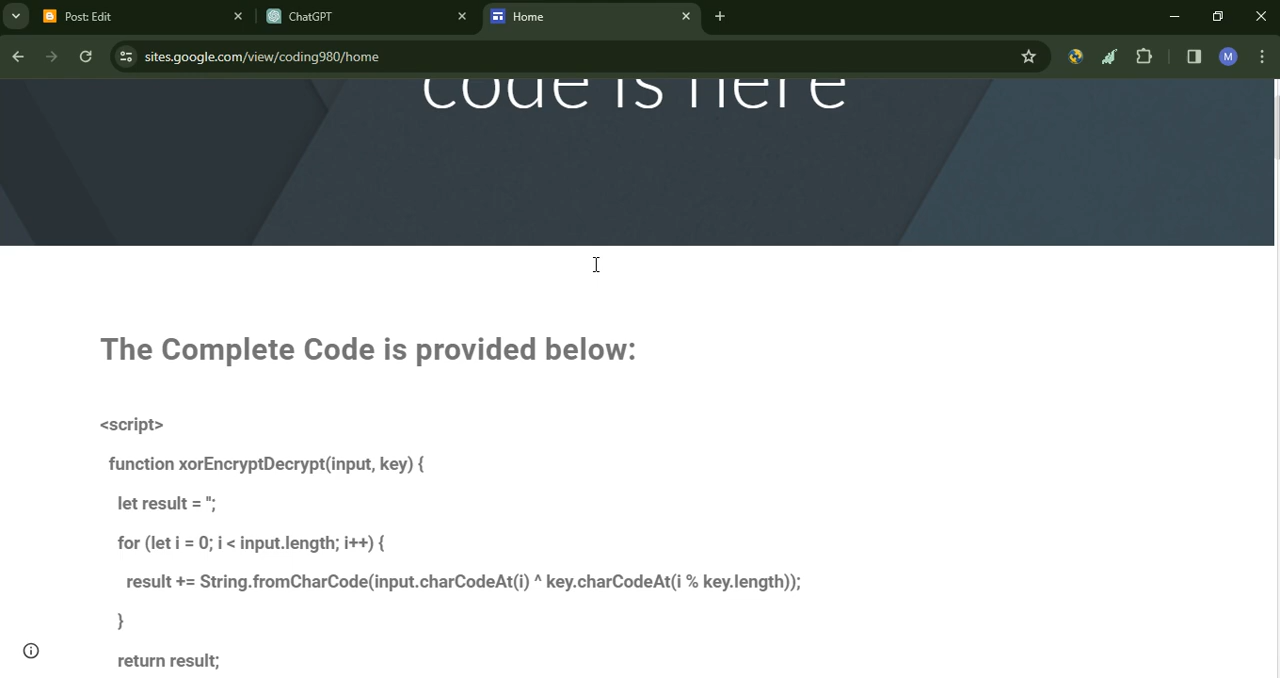 Post: Edit
ChatGPT
Home
sites.google.com/view/coding980/home
M
code is here
The Complete Code is provided below:
<script>
function xorEncryptDecrypt(input, key) {
let result = '';
for (let i = 0; i < input.length; i++) {
result += String.fromCharCode(input.charCodeAt(i) ^ key.charCodeAt(i % key.length));
}
return result;